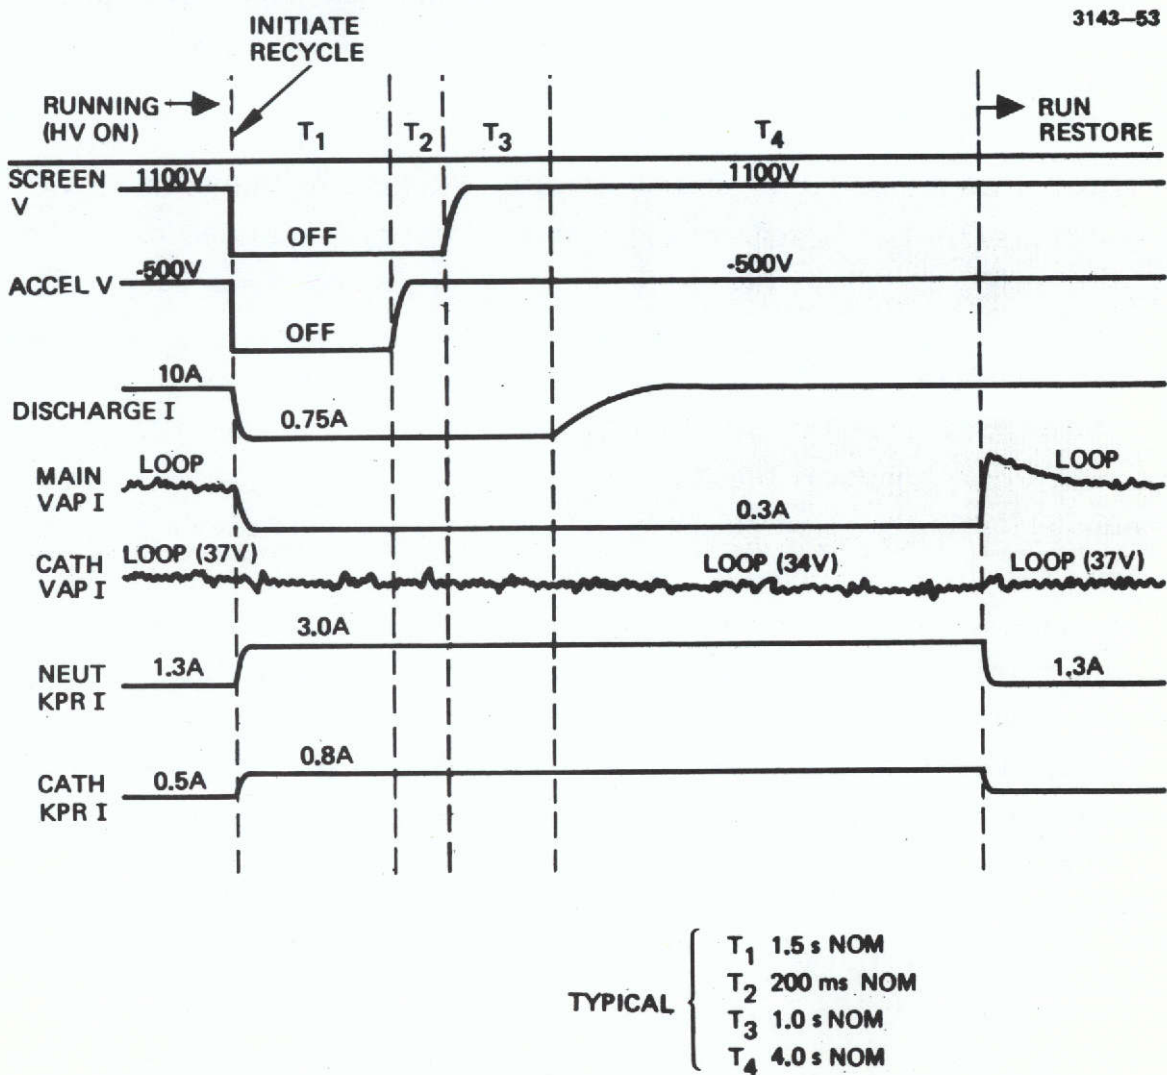 3143–53
INITIATE
RECYCLE
RUNNING
(HV ON)
T1
T2
T3
T4
RUN
RESTORE
SCREEN
V
1100V
OFF
1100V
ACCEL V
-500V
OFF
-500V
DISCHARGE I
10A
0.75A
MAIN
VAP I
LOOP
0.3A
LOOP
CATH
VAP I
LOOP (37V)
LOOP (34V)
LOOP (37V)
NEUT
KPR I
1.3A
3.0A
1.3A
CATH
KPR I
0.5A
0.8A
TYPICAL
T1 1.5 s NOM
T2 200 ms NOM
T3 1.0 s NOM
T4 4.0 s NOM